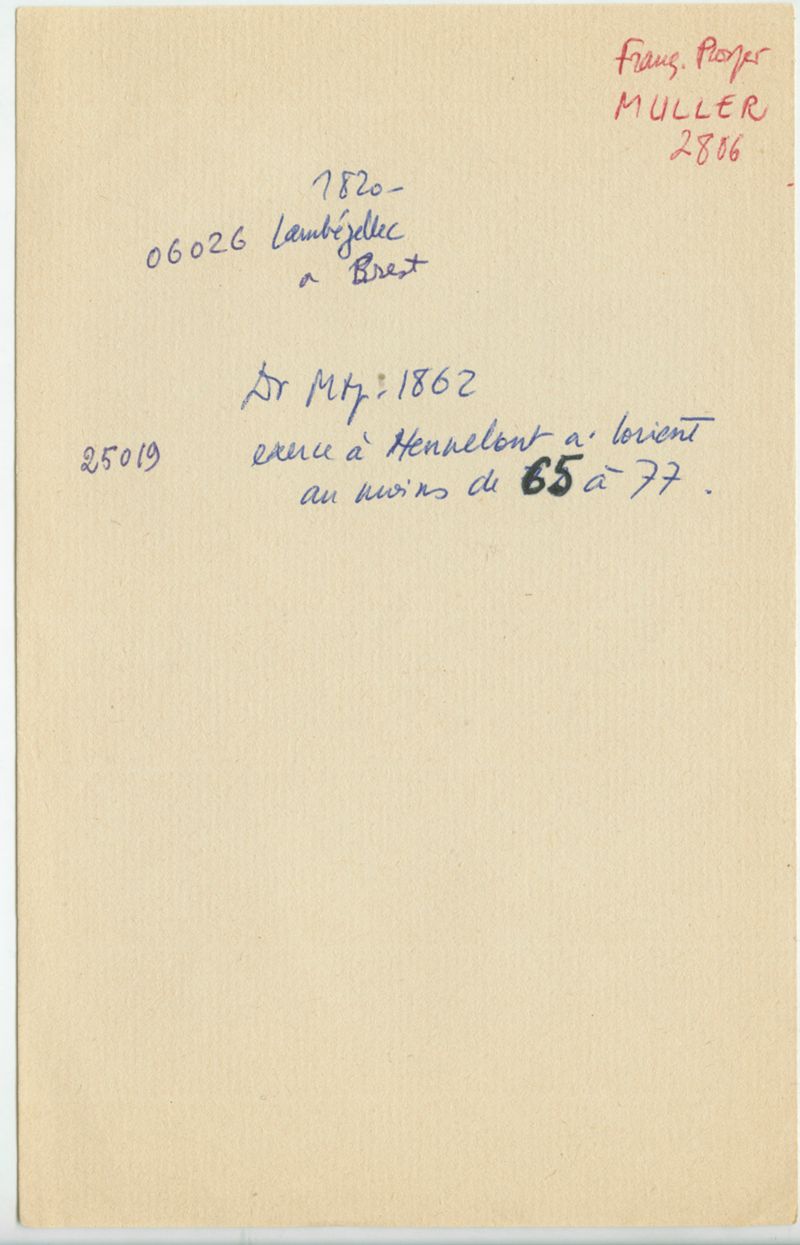 Franç. Prosper
MULLER
2806
1820-
06026 Lambézellec
a Brest
Dr Mtp. 1862
25019 exerce à Hennebont a. Lorient
au moins de 65 à 77.